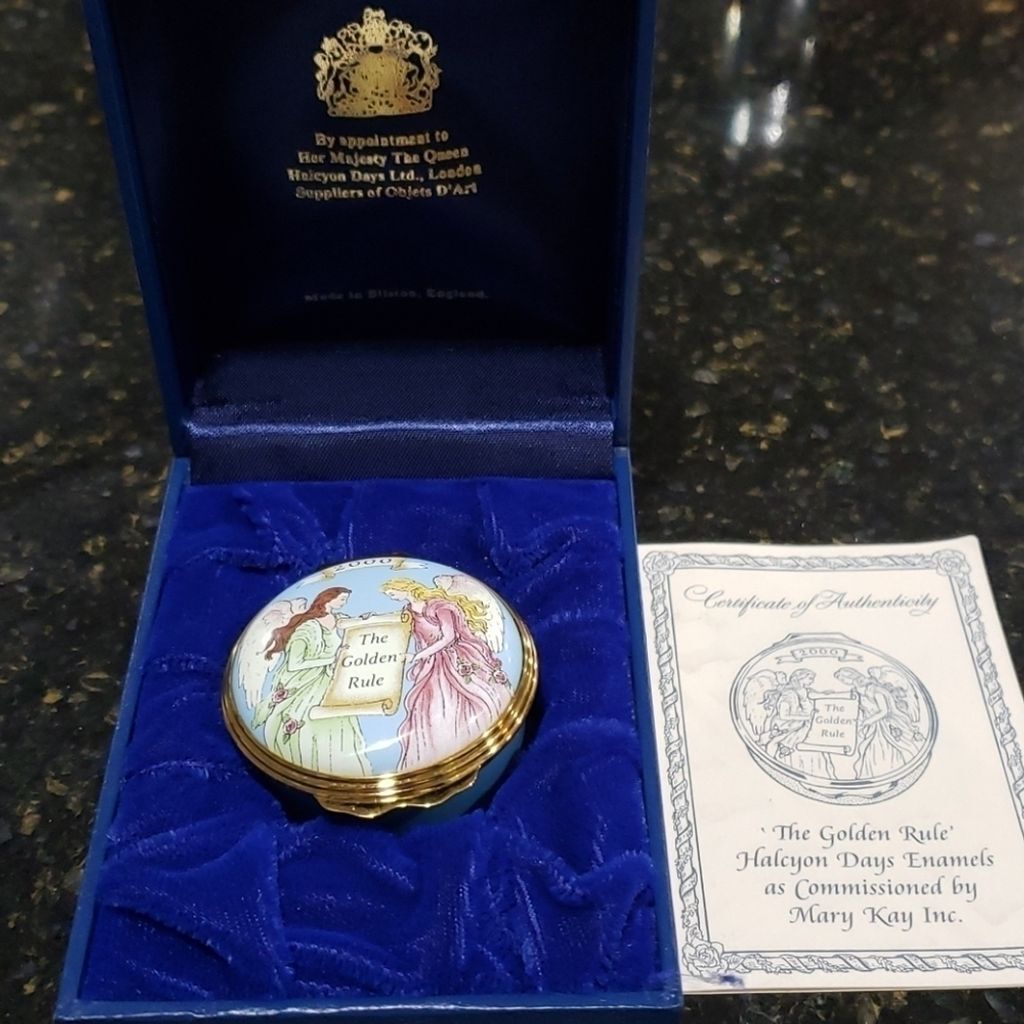 By appointment to
Her Majesty The Queen
Halcyon Days Ltd., London
Suppliers of Objets D'Art
Made in Bilston, England.
2000
The
Golden
Rule
Certificate of Authenticity
2000
The
Golden
Rule
'The Golden Rule'
Halcyon Days Enamels
as Commissioned by
Mary Kay Inc.